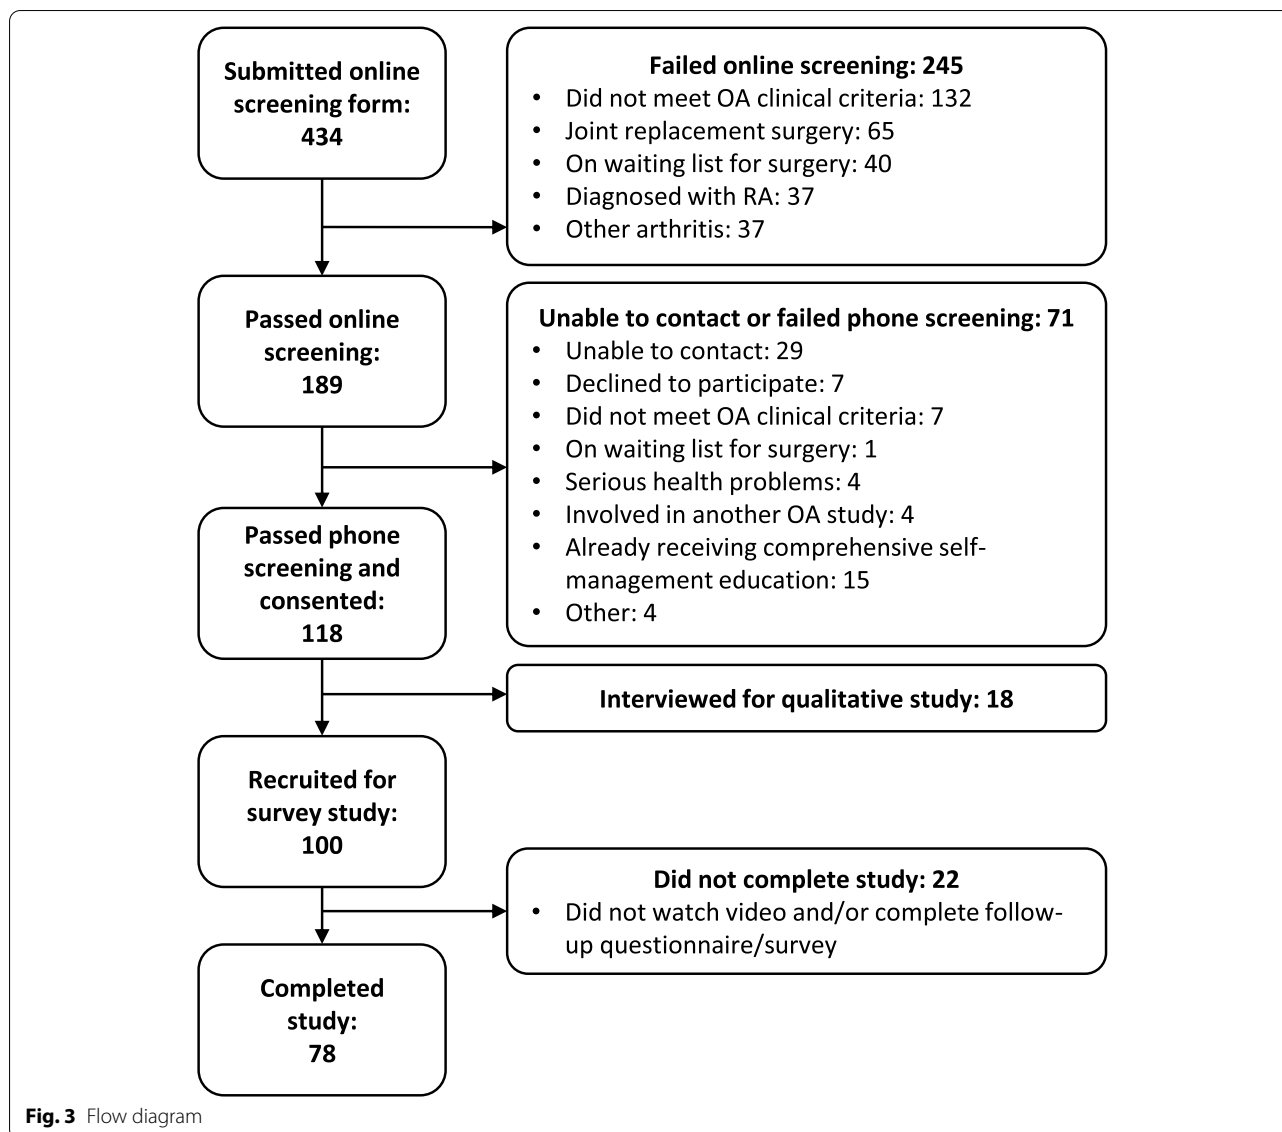 Submitted online
screening form:
434
Failed online screening: 245
• Did not meet OA clinical criteria: 132
• Joint replacement surgery: 65
• On waiting list for surgery: 40
• Diagnosed with RA: 37
• Other arthritis: 37
Passed online
screening:
189
Unable to contact or failed phone screening: 71
• Unable to contact: 29
• Declined to participate: 7
• Did not meet OA clinical criteria: 7
• On waiting list for surgery: 1
• Serious health problems: 4
• Involved in another OA study: 4
• Already receiving comprehensive self-
management education: 15
• Other: 4
Passed phone
screening and
consented:
118
Interviewed for qualitative study: 18
Recruited for
survey study:
100
Did not complete study: 22
• Did not watch video and/or complete follow-
up questionnaire/survey
Completed
study:
78
Fig. 3 Flow diagram